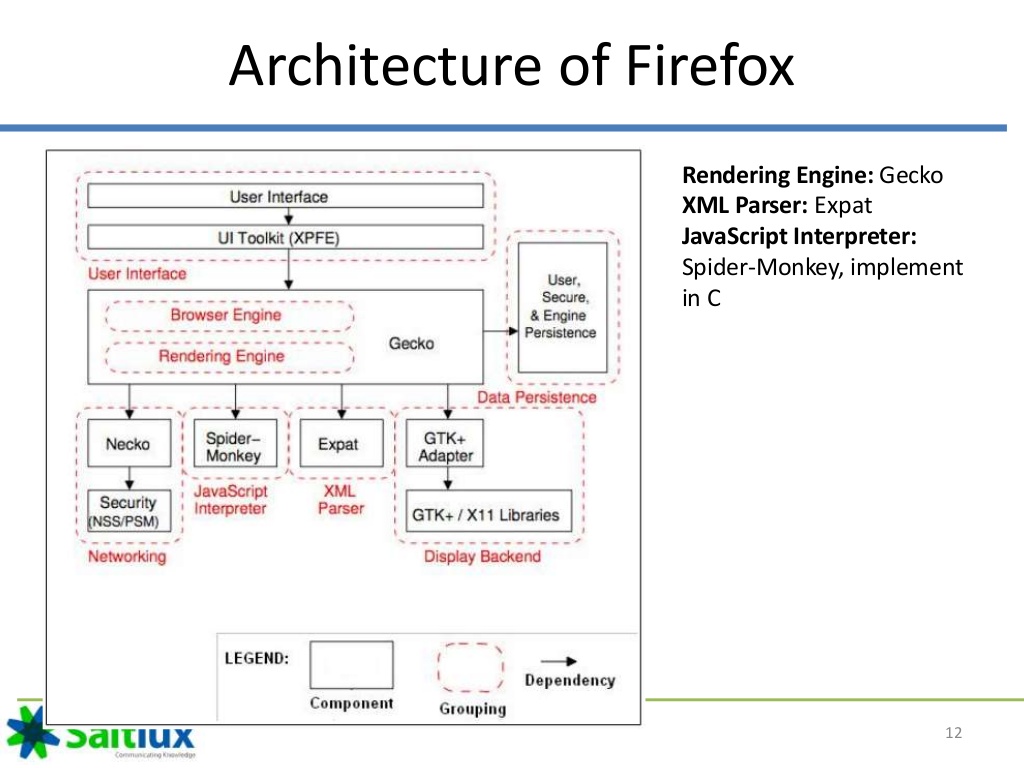 Architecture of Firefox
User Interface
UI Toolkit (XPFE)
User Interface
Browser Engine
Rendering Engine
Gecko
User,
Secure,
& Engine
Persistence
Data Persistence
Necko
Security
(NSS/PSM)
Networking
Spider–
Monkey
JavaScript
Interpreter
Expat
XML
Parser
GTK+
Adapter
GTK+ / X11 Libraries
Display Backend
LEGEND:
Component
Grouping
Dependency
Rendering Engine: Gecko
XML Parser: Expat
JavaScript Interpreter:
Spider-Monkey, implement
in C
Saltlux
Communicating Knowledge
12